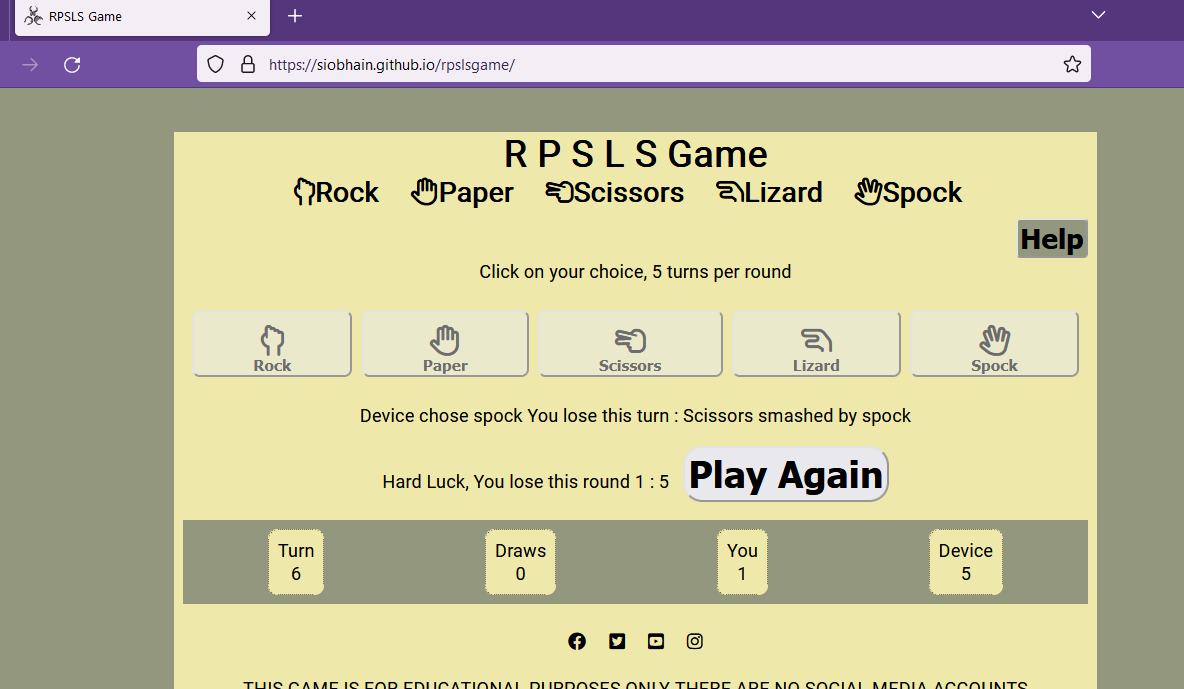 RPSLS Game
https://siobhain.github.io/rpslsgame/
R P S L S Game
Rock Paper Scissors Lizard Spock
Help
Click on your choice, 5 turns per round
Rock Paper Scissors Lizard Spock
Device chose spock You lose this turn : Scissors smashed by spock
Hard Luck, You lose this round 1 : 5 Play Again
Turn Draws You Device
6 0 1 5
THIS GAME IS FOR EDUCATIONAL PURPOSES ONLY THERE ARE NO SOCIAL MEDIA ACCOUNTS